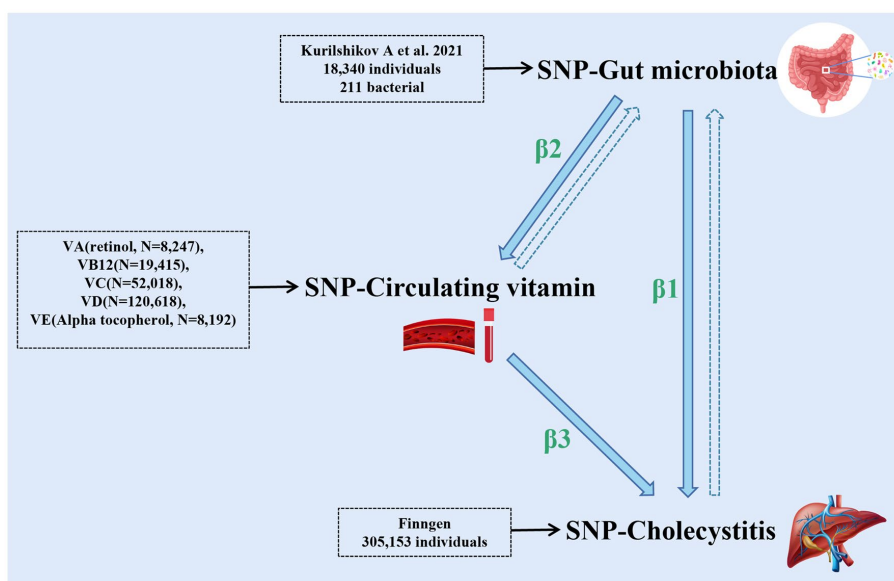 Kurilshikov A et al. 2021
18,340 individuals
211 bacterial
SNP-Gut microbiota
β2
β1
VA(retinol, N=8,247),
VB12(N=19,415),
VC(N=52,018),
VD(N=120,618),
VE(Alpha tocopherol, N=8,192)
SNP-Circulating vitamin
β3
Finngen
305,153 individuals
SNP-Cholecystitis